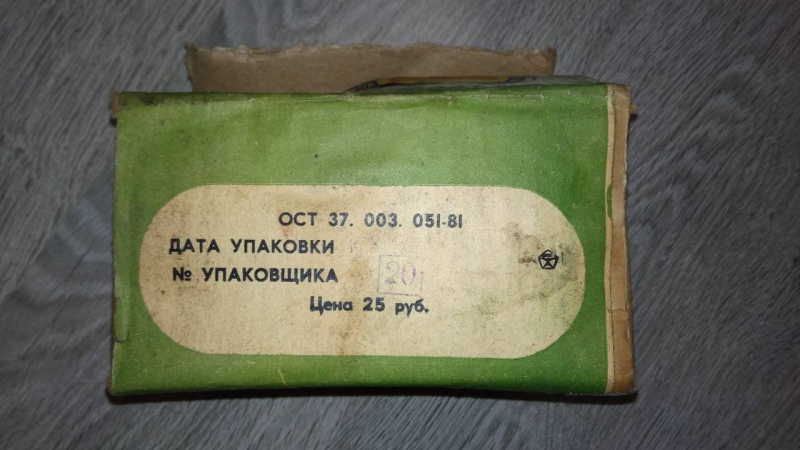 ОСТ 37. 003. 051-81
ДАТА УПАКОВКИ
№ УПАКОВЩИКА 20
Цена 25 руб.